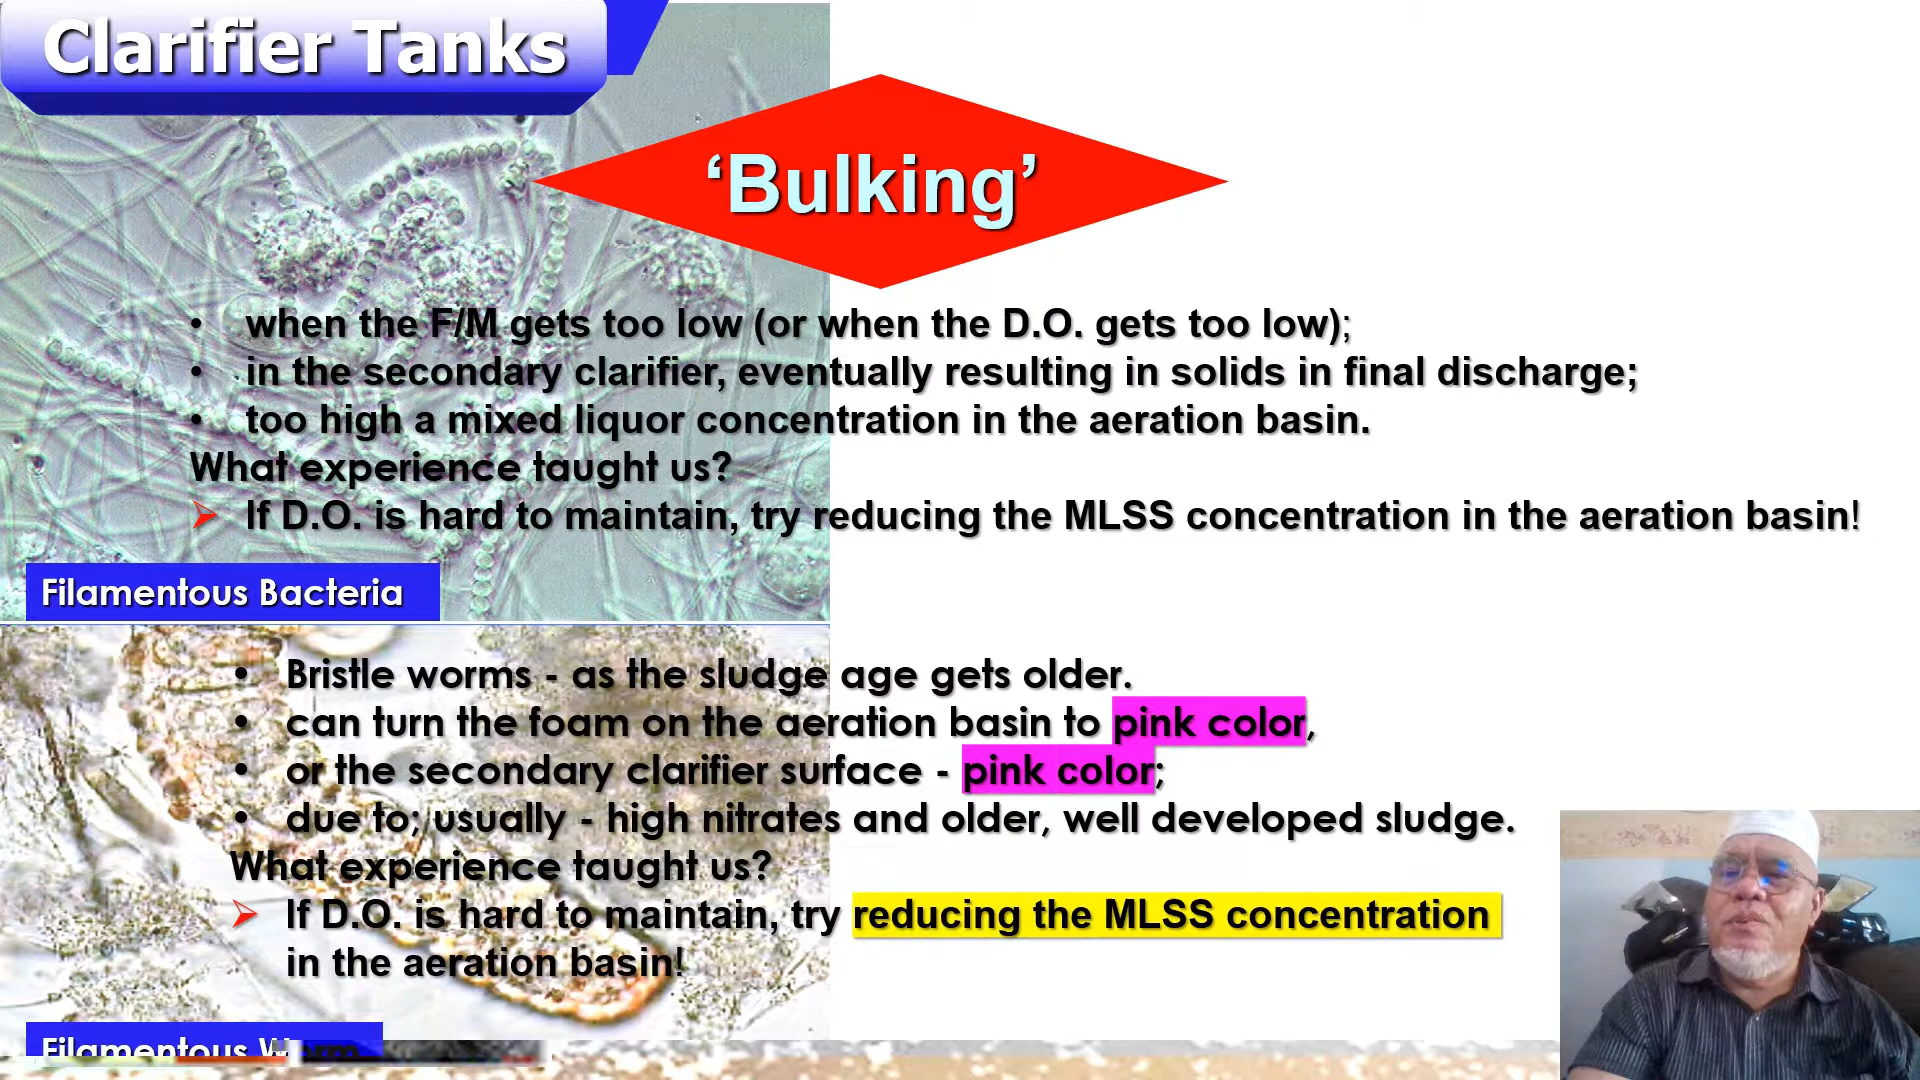 Clarifier Tanks
‘Bulking’
• when the F/M gets too low (or when the D.O. gets too low);
• in the secondary clarifier, eventually resulting in solids in final discharge;
• too high a mixed liquor concentration in the aeration basin.
What experience taught us?
➢ If D.O. is hard to maintain, try reducing the MLSS concentration in the aeration basin!
Filamentous Bacteria
• Bristle worms - as the sludge age gets older.
• can turn the foam on the aeration basin to pink color,
• or the secondary clarifier surface - pink color;
• due to; usually - high nitrates and older, well developed sludge.
What experience taught us?
➢ If D.O. is hard to maintain, try reducing the MLSS concentration
in the aeration basin!
Filamentous